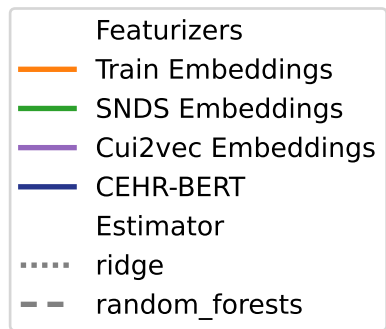 Featurizers
Train Embeddings
SNDS Embeddings
Cui2vec Embeddings
CEHR-BERT
Estimator
ridge
random_forests